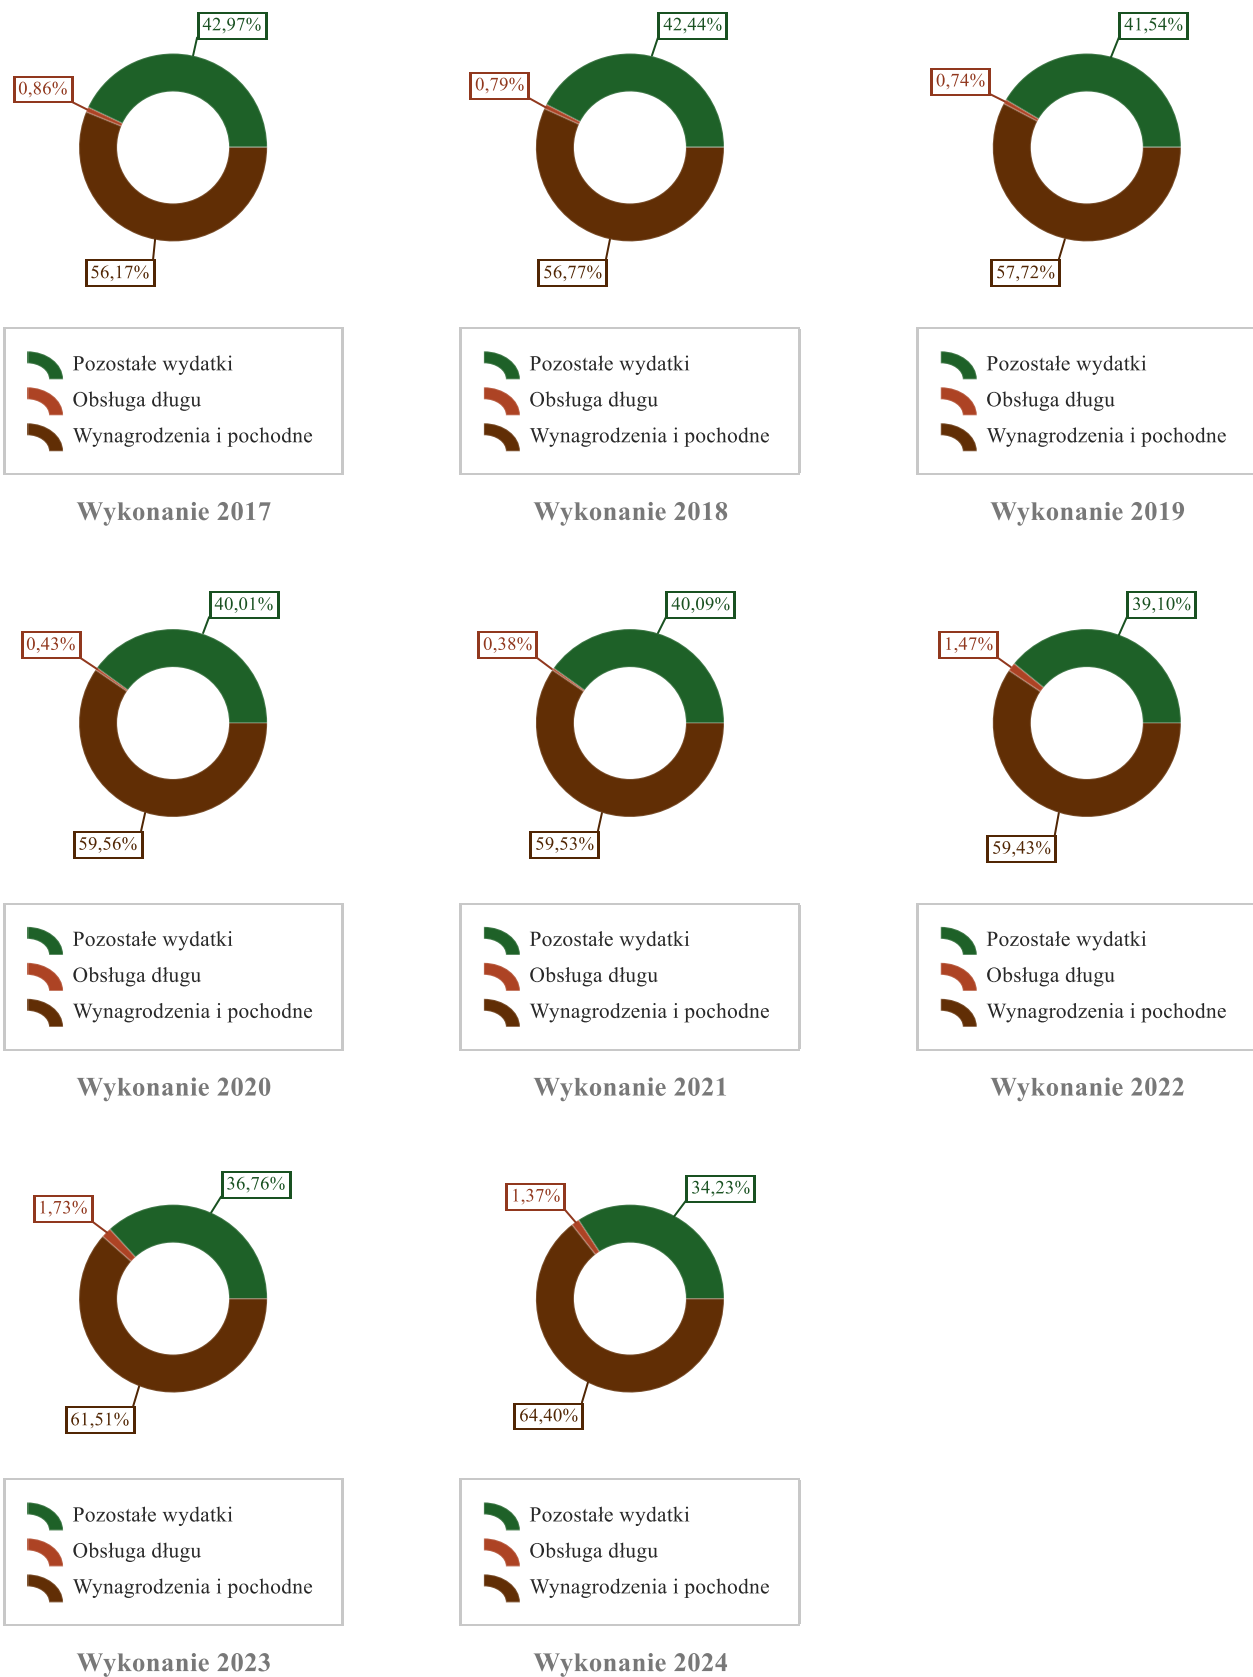 42,97%
0,86%
56,17%
Pozostałe wydatki
Obsługa długu
Wynagrodzenia i pochodne
Wykonanie 2017
42,44%
0,79%
56,77%
Pozostałe wydatki
Obsługa długu
Wynagrodzenia i pochodne
Wykonanie 2018
41,54%
0,74%
57,72%
Pozostałe wydatki
Obsługa długu
Wynagrodzenia i pochodne
Wykonanie 2019
40,01%
0,43%
59,56%
Pozostałe wydatki
Obsługa długu
Wynagrodzenia i pochodne
Wykonanie 2020
40,09%
0,38%
59,53%
Pozostałe wydatki
Obsługa długu
Wynagrodzenia i pochodne
Wykonanie 2021
39,10%
1,47%
59,43%
Pozostałe wydatki
Obsługa długu
Wynagrodzenia i pochodne
Wykonanie 2022
36,76%
1,73%
61,51%
Pozostałe wydatki
Obsługa długu
Wynagrodzenia i pochodne
Wykonanie 2023
34,23%
1,37%
64,40%
Pozostałe wydatki
Obsługa długu
Wynagrodzenia i pochodne
Wykonanie 2024